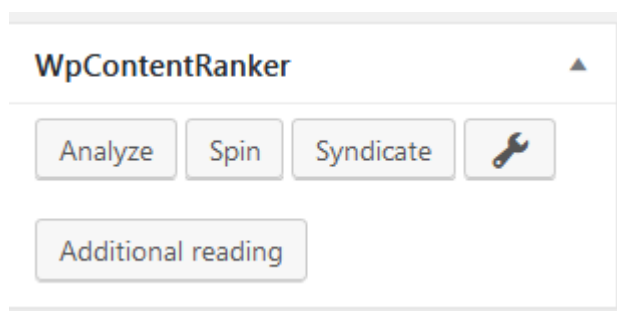 WpContentRanker
Analyze Spin Syndicate
Additional reading